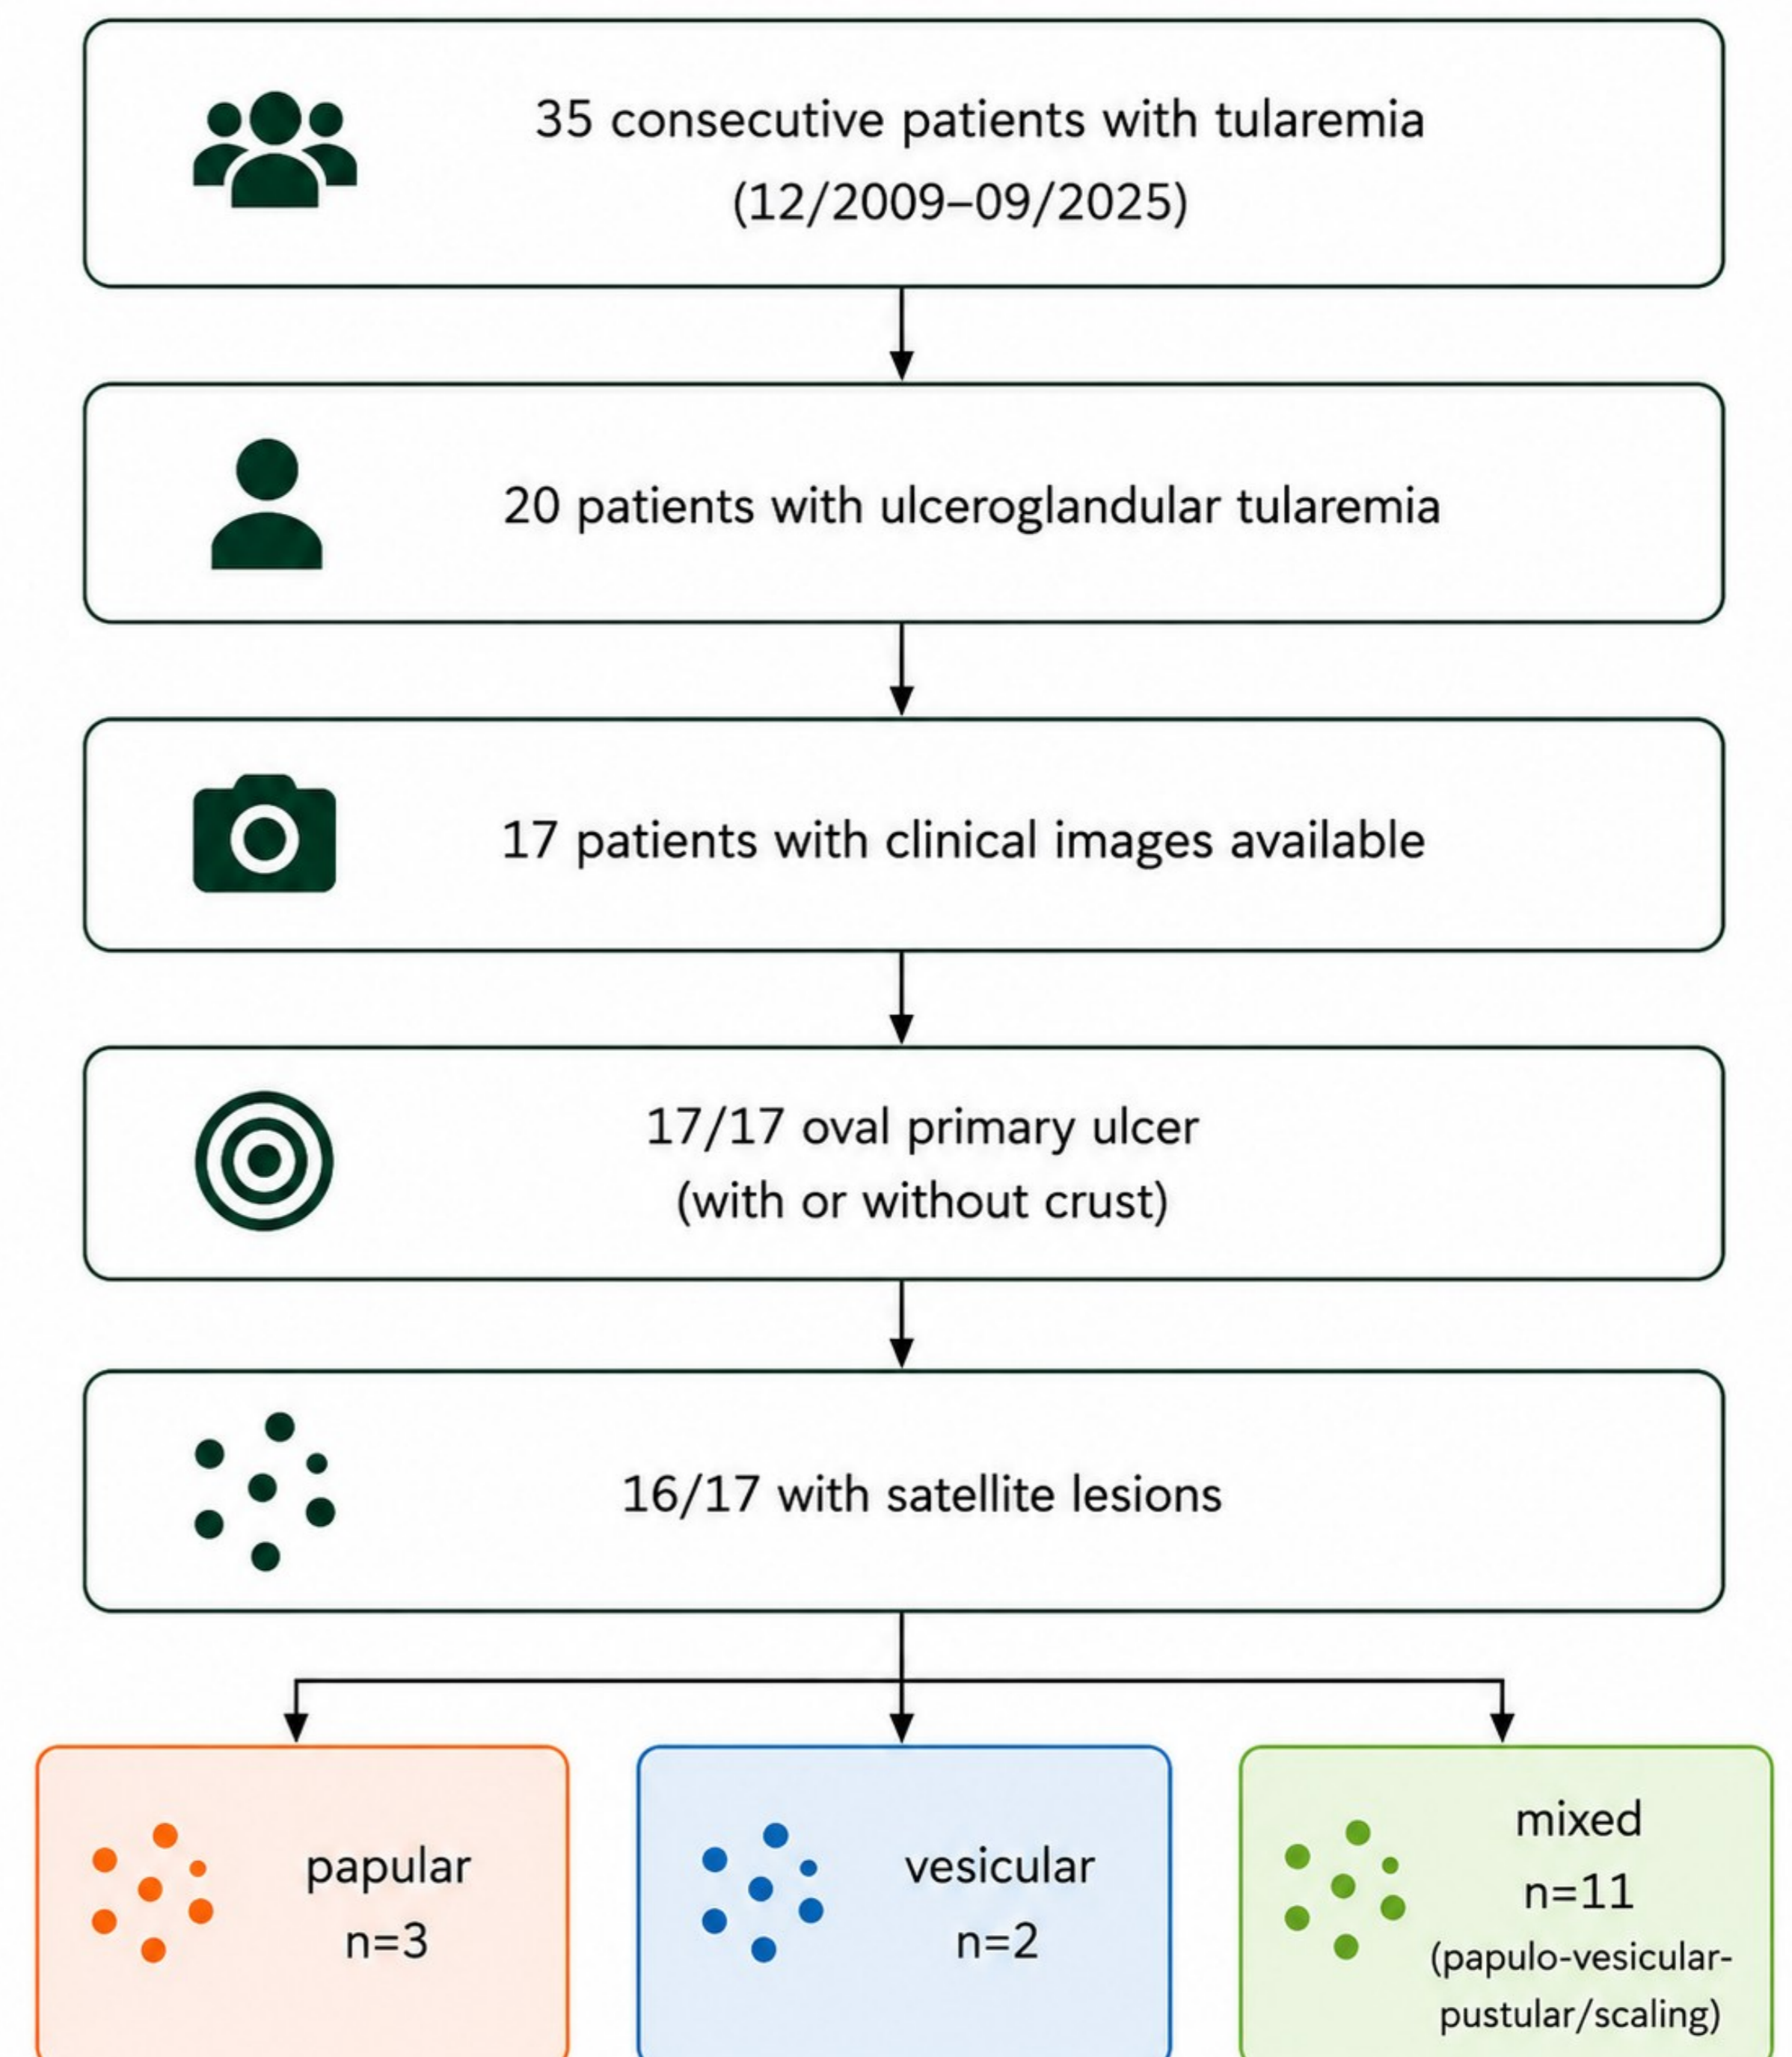 35 consecutive patients with tularemia
(12/2009–09/2025)
20 patients with ulceroglandular tularemia
17 patients with clinical images available
17/17 oval primary ulcer
(with or without crust)
16/17 with satellite lesions
papular
n=3
vesicular
n=2
mixed
n=11
(papulo-vesicular-
pustular/scaling)